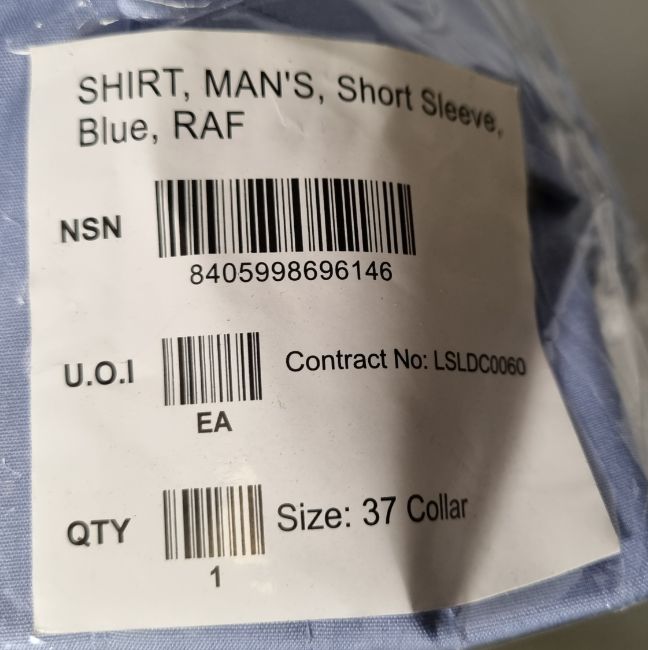 SHIRT, MAN'S, Short Sleeve,
Blue, RAF
NSN
8405998696146
U.O.I
EA
Contract No: LSLDC0060
QTY
1
Size: 37 Collar